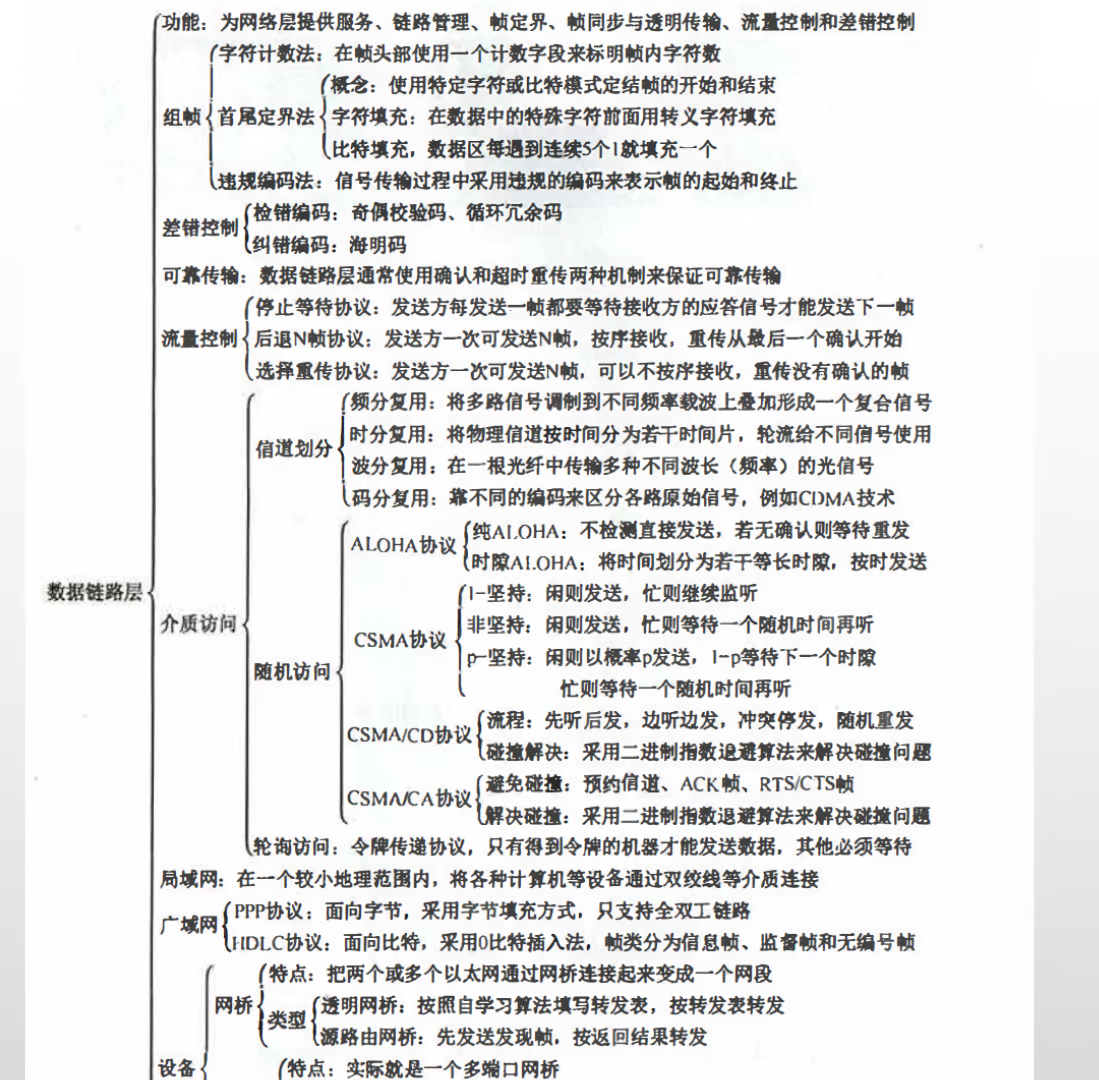 功能：为网络层提供服务、链路管理、帧定界、帧同步与透明传输、流量控制和差错控制
字符计数法：在帧头部使用一个计数字段来标明帧内字符数
概念：使用特定字符或比特模式定结帧的开始和结束
组帧
首尾定界法
字符填充：在数据中的特殊字符前面用转义字符填充
比特填充，数据区每遇到连续5个1就填充一个
违规编码法：信号传输过程中采用违规的编码来表示帧的起始和终止
差错控制
检错编码：奇偶校验码、循环冗余码
纠错编码：海明码
可靠传输：数据链路层通常使用确认和超时重传两种机制来保证可靠传输
流量控制
停止等待协议：发送方每发送一帧都要等待接收方的应答信号才能发送下一帧
后退N帧协议：发送方一次可发送N帧，按序接收，重传从最后一个确认开始
选择重传协议：发送方一次可发送N帧，可以不按序接收，重传没有确认的帧
信道划分
频分复用：将多路信号调制到不同频率载波上叠加形成一个复合信号
时分复用：将物理信道按时间分为若干时间片，轮流给不同信号使用
波分复用：在一根光纤中传输多种不同波长（频率）的光信号
码分复用：靠不同的编码来区分各路原始信号，例如CDMA技术
ALOHA协议
纯ALOHA：不检测直接发送，若无确认则等待重发
时隙ALOHA：将时间划分为若干等长时隙，按时发送
数据链路层
介质访问
随机访问
CSMA协议
1-坚持：闲则发送，忙则继续监听
非坚持：闲则发送，忙则等待一个随机时间再听
p-坚持：闲则以概率p发送，1-p等待下一个时隙
忙则等待一个随机时间再听
CSMA/CD协议
流程：先听后发，边听边发，冲突停发，随机重发
碰撞解决：采用二进制指数退避算法来解决碰撞问题
CSMA/CA协议
避免碰撞：预约信道、ACK帧、RTS/CTS帧
解决碰撞：采用二进制指数退避算法来解决碰撞问题
轮询访问：令牌传递协议，只有得到令牌的机器才能发送数据，其他必须等待
局域网：在一个较小地理范围内，将各种计算机等设备通过双绞线等介质连接
广域网
PPP协议：面向字节，采用字节填充方式，只支持全双工链路
HDLC协议：面向比特，采用0比特插入法，帧类分为信息帧、监督帧和无编号帧
网桥
特点：把两个或多个以太网通过网桥连接起来变成一个网段
类型
透明网桥：按照自学习算法填写转发表，按转发表转发
源路由网桥：先发送发现帧，按返回结果转发
设备
特点：实际就是一个多端口网桥